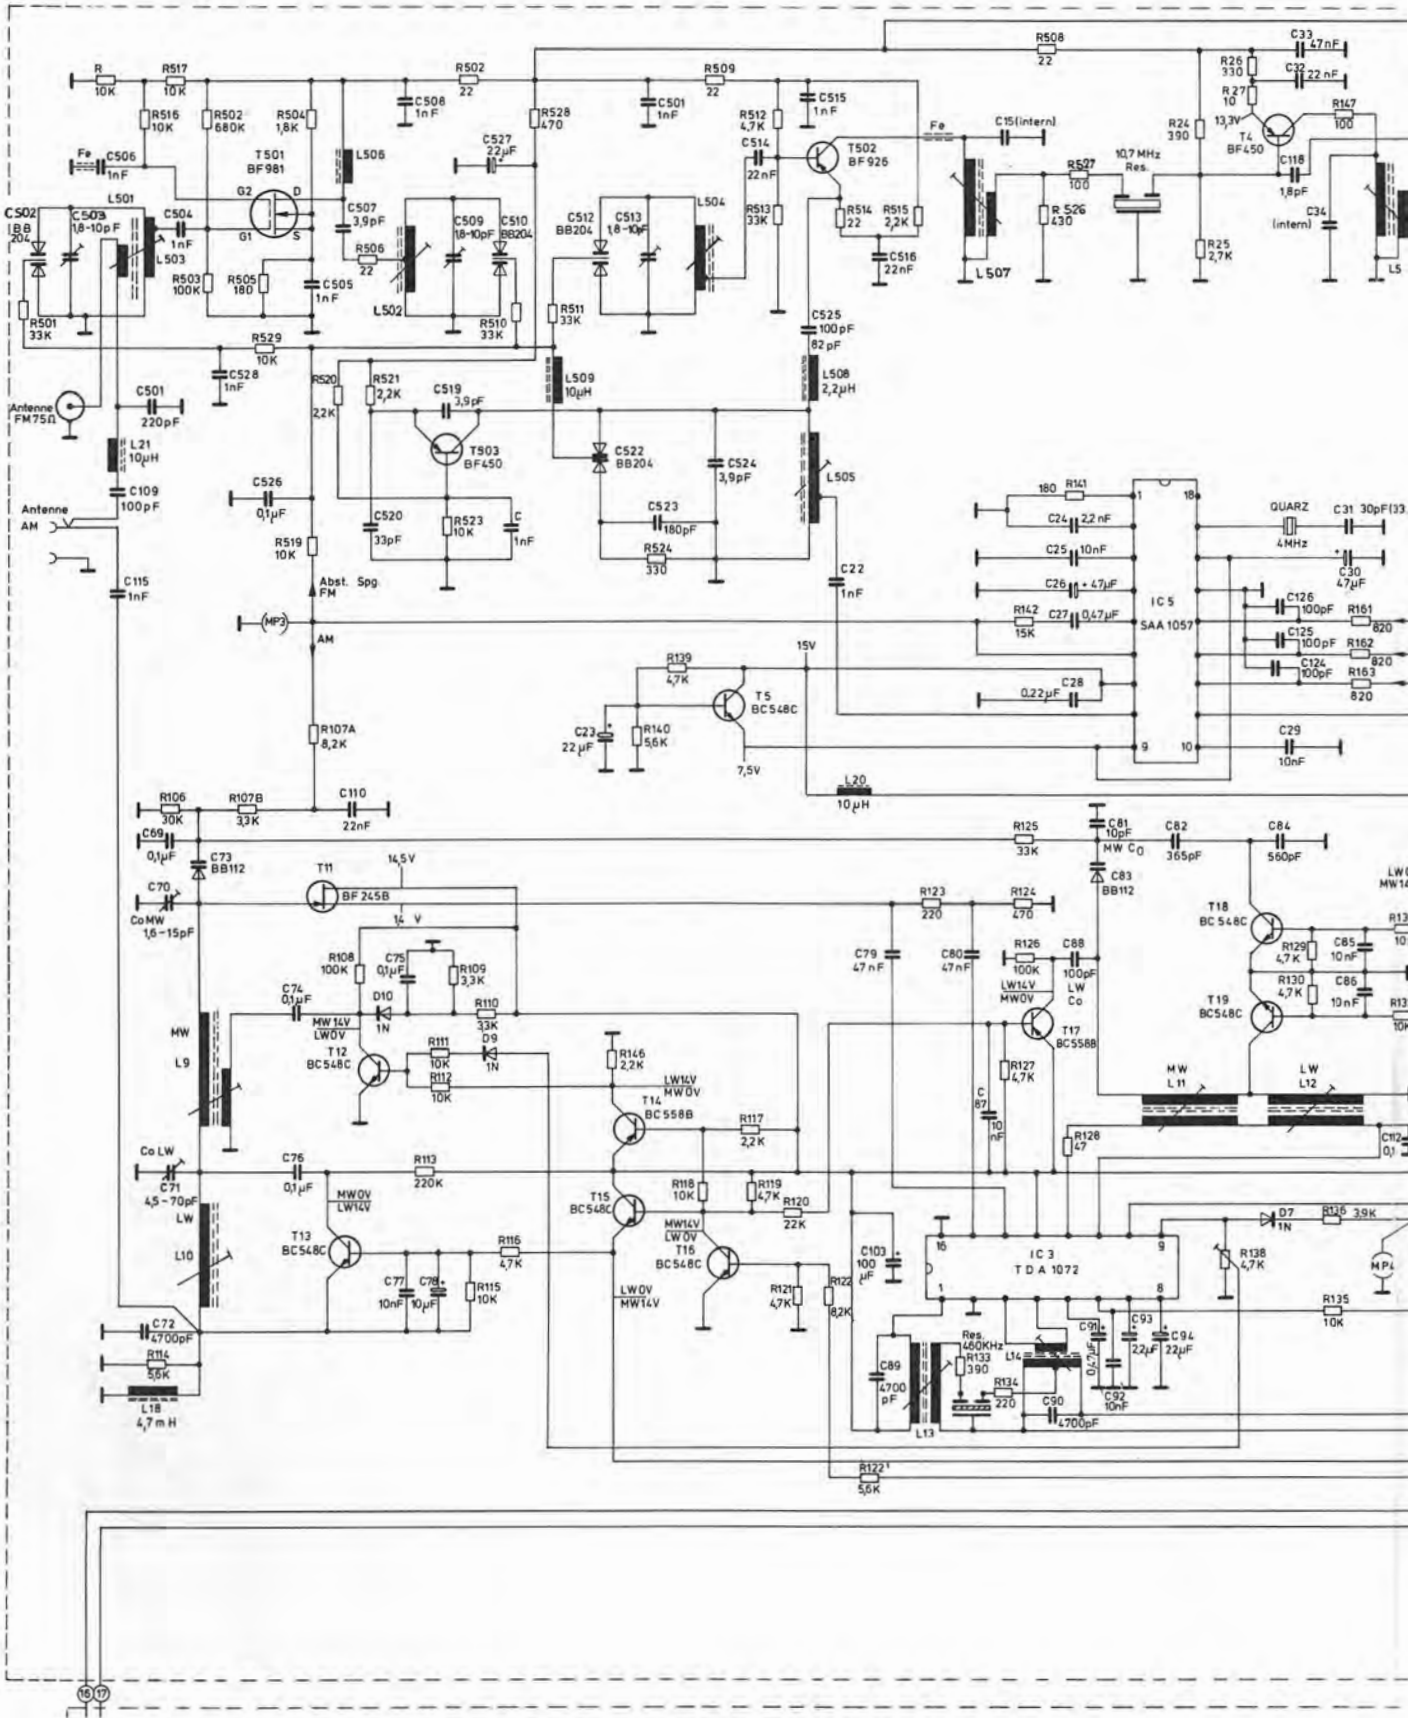 R
10K
R517
10K
R516
10K
R502
680K
R504
1,8K
Fe
C506
1nF
T501
BF981
G2
D
G1
S
L506
C508
1nF
R502
22
C527
22µF
R528
470
C501
1nF
R509
22
R512
4,7K
C515
1nF
C514
22nF
T502
BF926
Fe
C15(intern)
R508
22
C33
47nF
R26
330
C32
22nF
R27
10
13,3V
R147
100
T4
BF450
R24
390
C118
1,8pF
C34
(intern)
R25
2,7K
L5
10,7MHz
Res.
R527
100
R526
430
L507
L501
C502
BB
204
C503
1,8-10pF
C504
1nF
L503
R503
100K
R505
180
C505
1nF
C507
3,9pF
R506
22
L502
C509
1,8-10pF
C510
BB204
R510
33K
C512
BB204
C513
1,8-10pF
L504
R513
33K
R514
22
R515
2,2K
C516
22nF
R501
33K
R529
10K
C528
1nF
R511
33K
C525
100pF
82pF
L508
2,2µH
L509
10µH
Antenne
FM75Ω
C501
220pF
L21
10µH
C109
100pF
Antenne
AM
C115
1nF
R520
2,2K
R521
2,2K
C519
3,9pF
T503
BF450
C522
BB204
C524
3,9pF
L505
C526
0,1µF
C520
33pF
R523
10K
C
1nF
C523
180pF
R524
330
R519
10K
Abst. Spg.
FM
(MP3)
AM
C22
1nF
180
R141
C24
2,2nF
C25
10nF
C26
47µF
R142
15K
C27
0,47µF
C28
0,22µF
1
18
9
10
IC5
SAA1057
QUARZ
4MHz
C31
30pF(33.
C30
47µF
C126
100pF
C125
100pF
C124
100pF
R161
820
R162
820
R163
820
C29
10nF
15V
R139
4,7K
T5
BC548C
C23
22µF
R140
5,6K
7,5V
L20
10µH
R107A
8,2K
R106
30K
R107B
3,3K
C110
22nF
C69
0,1µF
C73
BB112
C70
CoMW
1,6-15pF
T11
BF245B
14,5V
14 V
R125
33K
C81
10pF
MW Co
C82
365pF
C84
560pF
C83
BB112
R123
220
R124
470
C79
47nF
C80
47nF
R126
100K
C88
100pF
LW
Co
LW14V
MW0V
T17
BC558B
T18
BC548C
T19
BC548C
R129
4,7K
R130
4,7K
C85
10nF
C86
10nF
R108
100K
C75
0,1µF
R109
3,3K
C74
0,1µF
D10
1N
R110
33K
MW
L9
MW14V
LW0V
T12
BC548C
R111
10K
R112
10K
D9
1N
R146
2,2K
LW14V
MW0V
T14
BC558B
R117
2,2K
C
87
10
nF
R127
4,7K
MW
L11
LW
L12
R128
47
C112
0,1
Co LW
C71
4,5-70pF
C76
0,1µF
R113
220K
MW0V
LW14V
T15
BC548C
R118
10K
R119
4,7K
R120
22K
LW
L10
T13
BC548C
R116
4,7K
MW14V
LW0V
T16
BC548C
C77
10nF
C78
10µF
R115
10K
LW0V
MW14V
R121
4,7K
R122
8,2K
C103
100
µF
16
9
1
8
IC3
TDA1072
D7
1N
R136
3,9K
R138
4,7K
MP4
R135
10K
C72
4700pF
R114
5,6K
L18
4,7mH
C89
4700
pF
L13
Res.
460KHz
R133
390
R134
220
L14
C90
4700pF
C91
0,47µF
C92
10nF
C93
2,2µF
C94
22µF
R122¹
5,6K
16
17